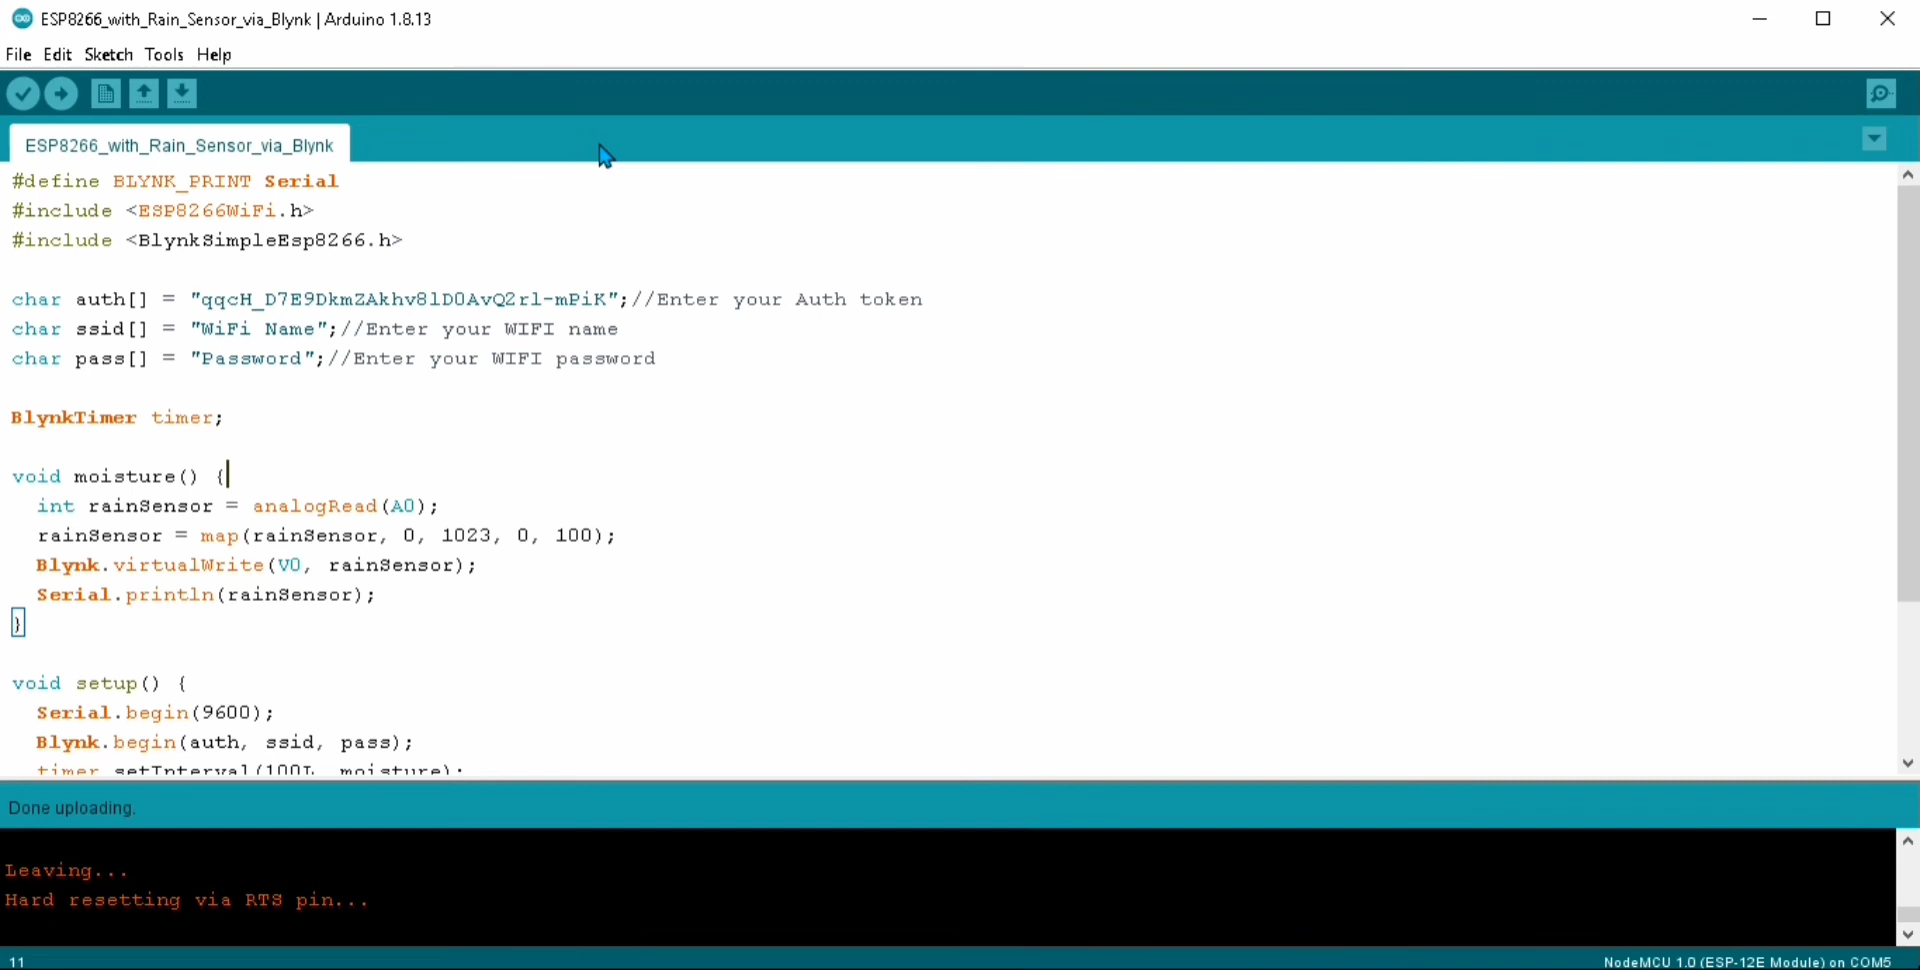 ESP8266_with_Rain_Sensor_via_Blynk | Arduino 1.8.13
File Edit Sketch Tools Help
ESP8266_with_Rain_Sensor_via_Blynk
#define BLYNK_PRINT Serial
#include <ESP8266WiFi.h>
#include <BlynkSimpleEsp8266.h>
char auth[] = "qqcH_D7E9DkmZAkhv8lD0AvQ2rl-mPiK";//Enter your Auth token
char ssid[] = "WiFi Name";//Enter your WIFI name
char pass[] = "Password";//Enter your WIFI password
BlynkTimer timer;
void moisture() {
int rainSensor = analogRead(A0);
rainSensor = map(rainSensor, 0, 1023, 0, 100);
Blynk.virtualWrite(V0, rainSensor);
Serial.println(rainSensor);
}
void setup() {
Serial.begin(9600);
Blynk.begin(auth, ssid, pass);
timer.setInterval(100L, moisture);
Done uploading.
Leaving...
Hard resetting via RTS pin...
11
NodeMCU 1.0 (ESP-12E Module) on COM5